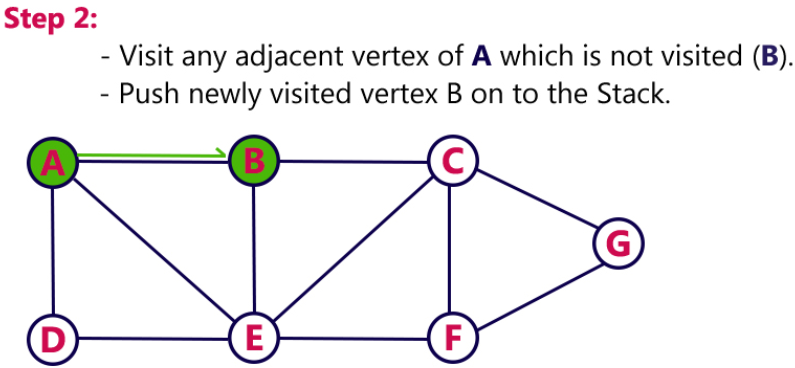 Step 2:
- Visit any adjacent vertex of A which is not visited (B).
- Push newly visited vertex B on to the Stack.
A B C
G
D E F